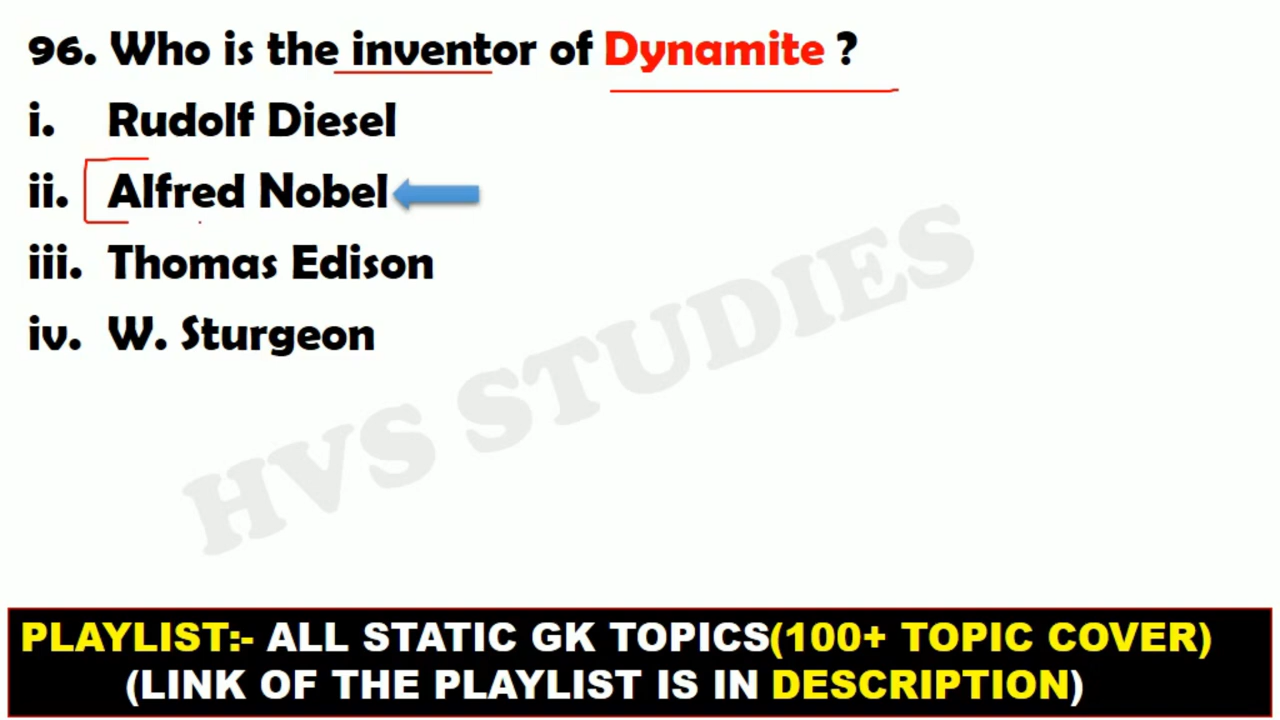 96. Who is the inventor of Dynamite ?
i. Rudolf Diesel
ii. Alfred Nobel
iii. Thomas Edison
iv. W. Sturgeon
HVS STUDIES
PLAYLIST:- ALL STATIC GK TOPICS(100+ TOPIC COVER)
(LINK OF THE PLAYLIST IS IN DESCRIPTION)